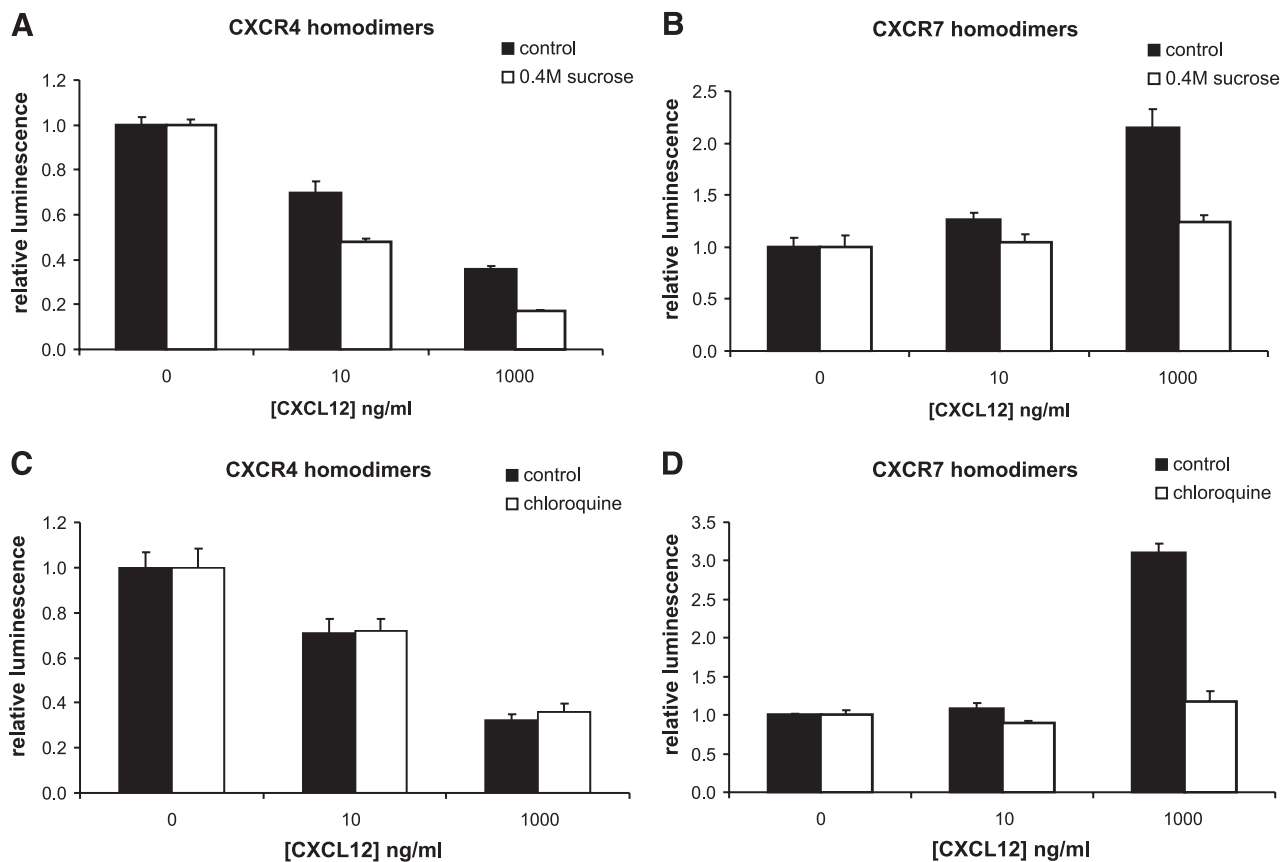 A
CXCR4 homodimers
control
0.4M sucrose
relative luminescence
1.2
1.0
0.8
0.6
0.4
0.2
0.0
0 10 1000
[CXCL12] ng/ml
B
CXCR7 homodimers
control
0.4M sucrose
relative luminescence
2.5
2.0
1.5
1.0
0.5
0.0
0 10 1000
[CXCL12] ng/ml
C
CXCR4 homodimers
control
chloroquine
relative luminescence
1.2
1.0
0.8
0.6
0.4
0.2
0.0
0 10 1000
[CXCL12] ng/ml
D
CXCR7 homodimers
control
chloroquine
relative luminescence
3.5
3.0
2.5
2.0
1.5
1.0
0.5
0.0
0 10 1000
[CXCL12] ng/ml